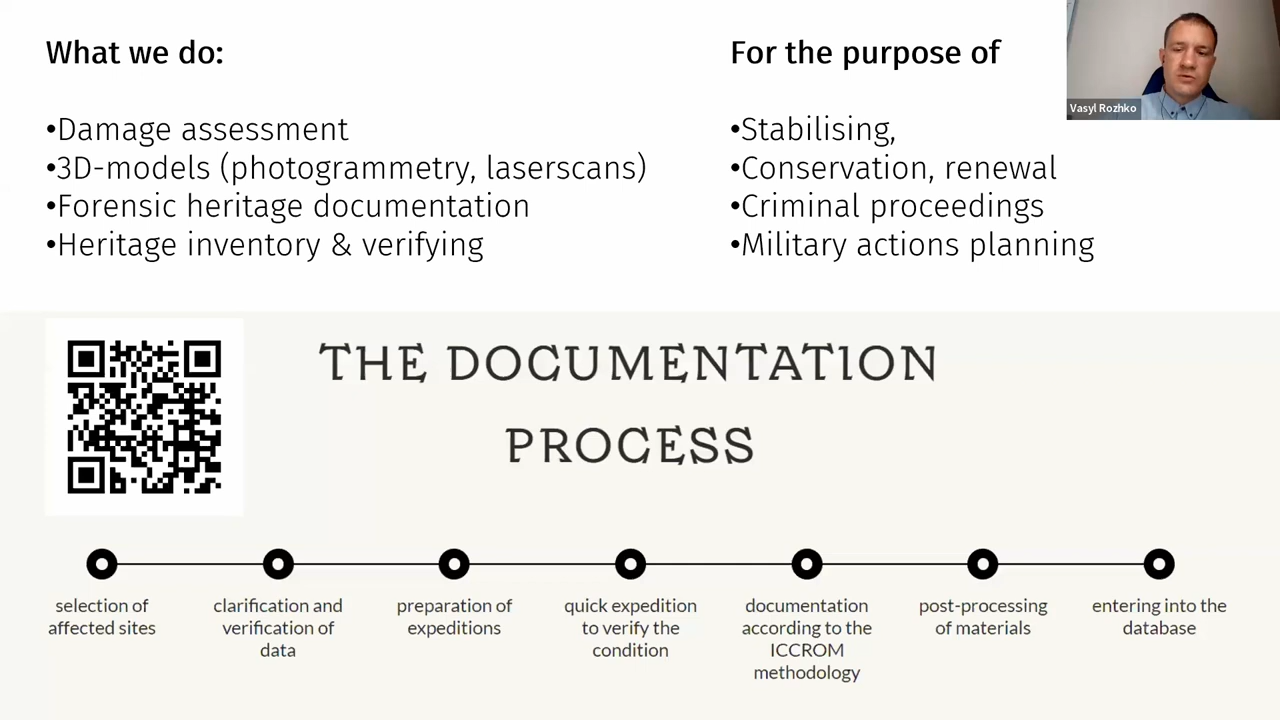 What we do:
•Damage assessment
•3D-models (photogrammetry, laserscans)
•Forensic heritage documentation
•Heritage inventory & verifying
For the purpose of
•Stabilising,
•Conservation, renewal
•Criminal proceedings
•Military actions planning
Vasyl Rozhko
THE DOCUMENTATION
PROCESS
selection of
affected sites
clarification and
verification of
data
preparation of
expeditions
quick expedition
to verify the
condition
documentation
according to the
ICCROM
methodology
post-processing
of materials
entering into the
database